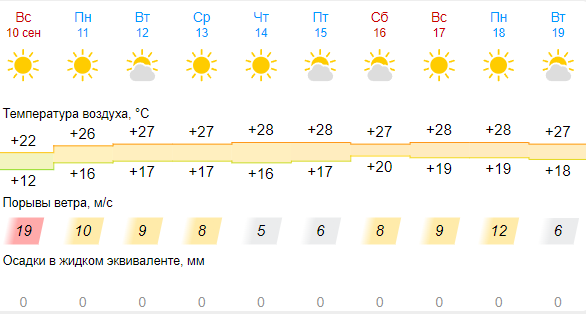 Вс Пн Вт Ср Чт Пт Сб Вс Пн Вт
10 сен 11 12 13 14 15 16 17 18 19
Температура воздуха, °C
+22 +26 +27 +27 +28 +28 +27 +28 +28 +27
+12 +16 +17 +17 +16 +17 +20 +19 +19 +18
Порывы ветра, м/с
19 10 9 8 5 6 8 9 12 6
Осадки в жидком эквиваленте, мм
0 0 0 0 0 0 0 0 0 0